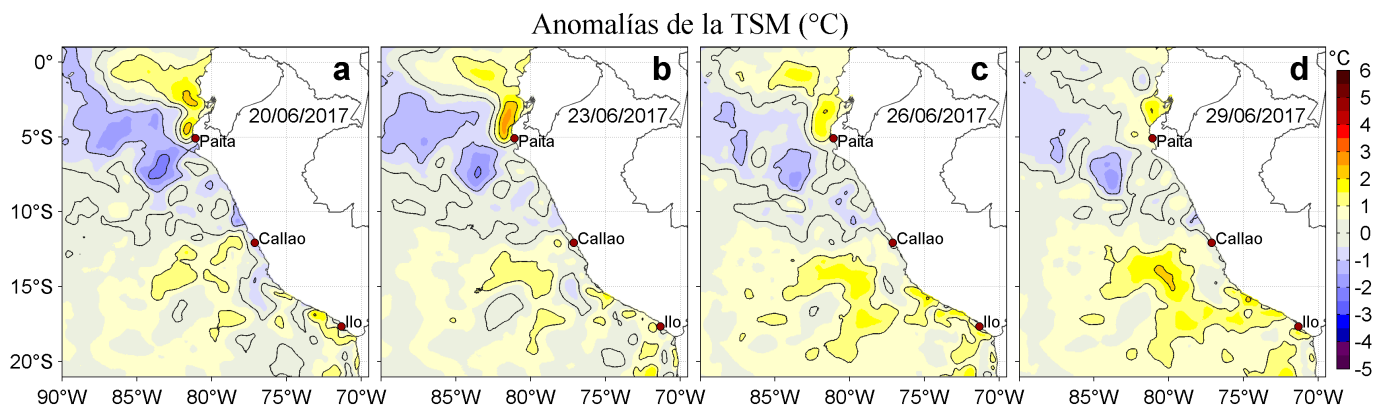 Anomalías de la TSM (°C)
a
b
c
d
°C
20/06/2017
23/06/2017
26/06/2017
29/06/2017
Paita
Paita
Paita
Paita
Callao
Callao
Callao
Callao
Ilo
Ilo
Ilo
Ilo
0°
5°S
10°S
15°S
20°S
90°W 85°W 80°W 75°W 70°W
85°W 80°W 75°W 70°W
85°W 80°W 75°W 70°W
85°W 80°W 75°W 70°W
6
5
4
3
2
1
0
-1
-2
-3
-4
-5